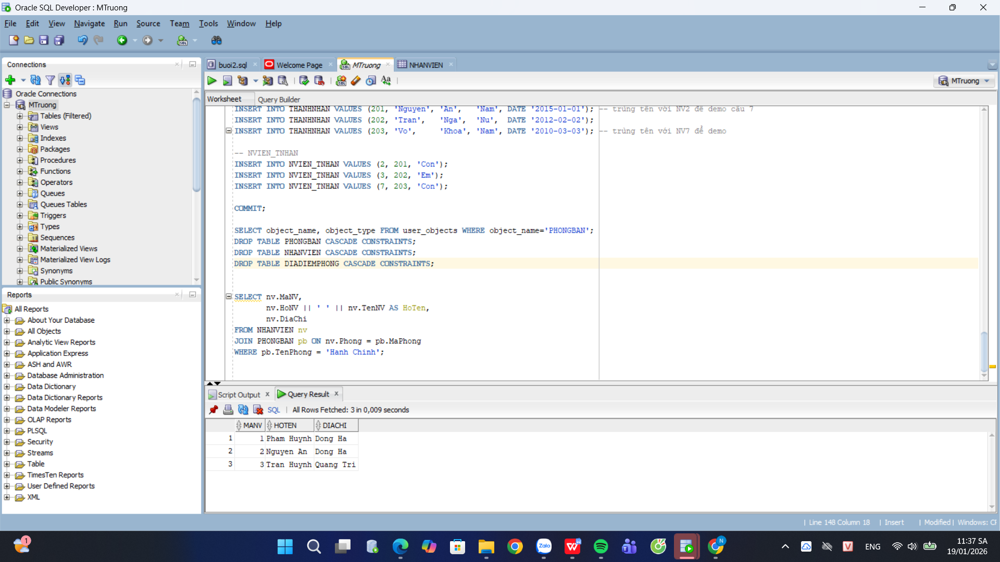 Oracle SQL Developer : MTruong
File Edit View Navigate Run Source Team Tools Window Help
Connections
Oracle Connections
MTruong
Tables (Filtered)
Views
Indexes
Packages
Procedures
Functions
Operators
Queues
Queues Tables
Triggers
Types
Sequences
Materialized Views
Materialized View Logs
Synonyms
Public Synonyms
Reports
All Reports
About Your Database
All Objects
Analytic View Reports
Application Express
ASH and AWR
Database Administration
Data Dictionary
Data Dictionary Reports
Data Modeler Reports
OLAP Reports
PLSQL
Security
Streams
Table
TimesTen Reports
User Defined Reports
XML
buoi2.sql Welcome Page MTruong NHANVIEN
MTruong
Worksheet Query Builder
INSERT INTO THANHNHAN VALUES (201, 'Nguyen', 'An', 'Nam', DATE '2015-01-01'); -- trùng tên với NV2 để demo câu 7
INSERT INTO THANHNHAN VALUES (202, 'Tran', 'Nga', 'Nu', DATE '2012-02-02');
INSERT INTO THANHNHAN VALUES (203, 'Vo', 'Khoa', 'Nam', DATE '2010-03-03'); -- trùng tên với NV7 để demo
-- NVIEN_TNHAN
INSERT INTO NVIEN_TNHAN VALUES (2, 201, 'Con');
INSERT INTO NVIEN_TNHAN VALUES (3, 202, 'Em');
INSERT INTO NVIEN_TNHAN VALUES (7, 203, 'Con');
COMMIT;
SELECT object_name, object_type FROM user_objects WHERE object_name='PHONGBAN';
DROP TABLE PHONGBAN CASCADE CONSTRAINTS;
DROP TABLE NHANVIEN CASCADE CONSTRAINTS;
DROP TABLE DIADIEMPHONG CASCADE CONSTRAINTS;
SELECT nv.MaNV,
nv.HoNV || ' ' || nv.TenNV AS HoTen,
nv.DiaChi
FROM NHANVIEN nv
JOIN PHONGBAN pb ON nv.Phong = pb.MaPhong
WHERE pb.TenPhong = 'Hanh Chinh';
Script Output Query Result
SQL All Rows Fetched: 3 in 0,009 seconds
MANV HOTEN DIACHI
1 1 Pham Huynh Dong Ha
2 2 Nguyen An Dong Ha
3 3 Tran Huynh Quang Tri
Line 148 Column 18 Insert Modified Windows:
1
Zalo
N
V
ENG
11:37 SA
19/01/2026